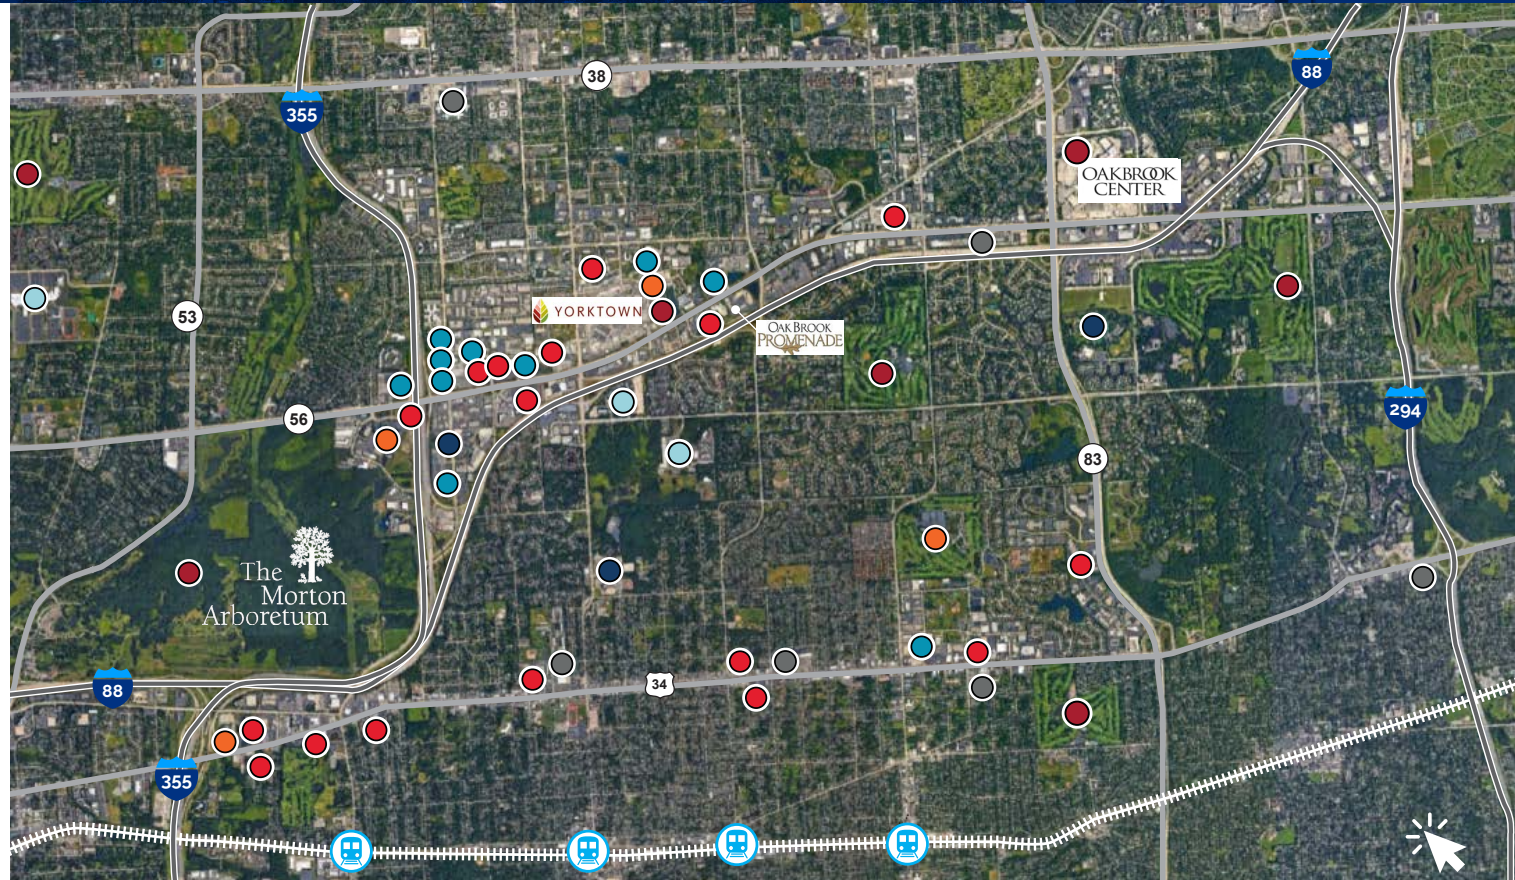 38
88
355
OAKBROOK
CENTER
53
YORKTOWN
OAK BROOK
PROMENADE
56
294
83
The
Morton
Arboretum
88
34
355